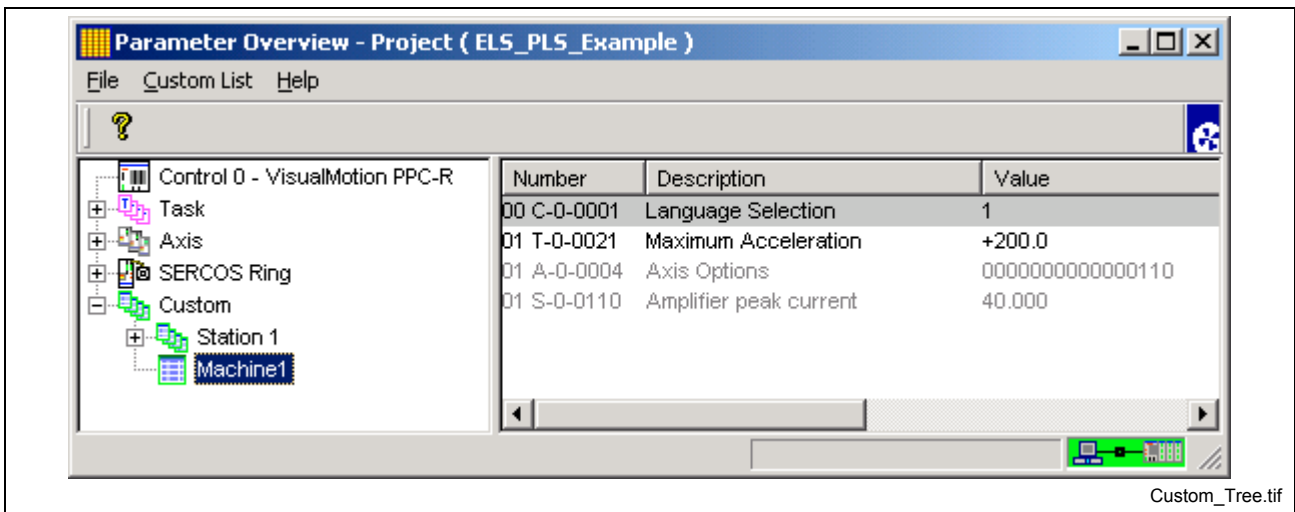 Parameter Overview - Project ( ELS_PLS_Example )
File Custom List Help
Control 0 - VisualMotion PPC-R
Task
Axis
SERCOS Ring
Custom
Station 1
Machine1
Number Description Value
00 C-0-0001 Language Selection 1
01 T-0-0021 Maximum Acceleration +200.0
01 A-0-0004 Axis Options 0000000000000110
01 S-0-0110 Amplifier peak current 40.000
Custom_Tree.tif